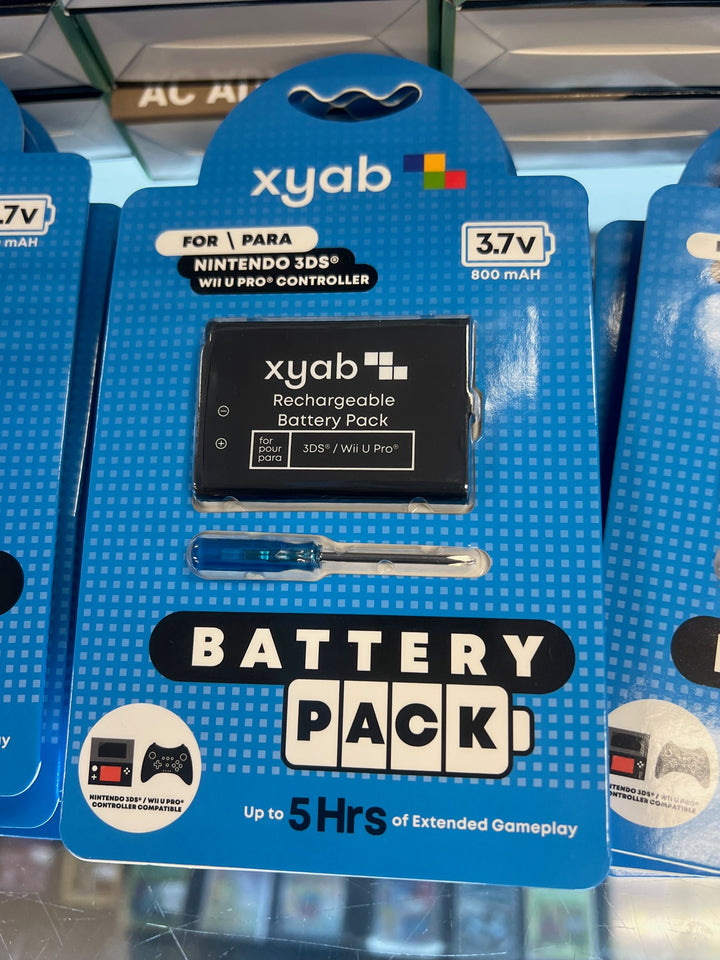 AC
xyab
.7v
mAH
FOR \ PARA
NINTENDO 3DS®
WII U PRO® CONTROLLER
3.7v
800 mAH
xyab
Rechargeable
Battery Pack
for
pour
para
3DS® / Wii U Pro®
BATTERY
PACK
NINTENDO 3DS® / WII U PRO®
CONTROLLER COMPATIBLE
Up to 5 Hrs of Extended Gameplay
NINTENDO 3DS® / WII U PRO®
CONTROLLER COMPATIBLE